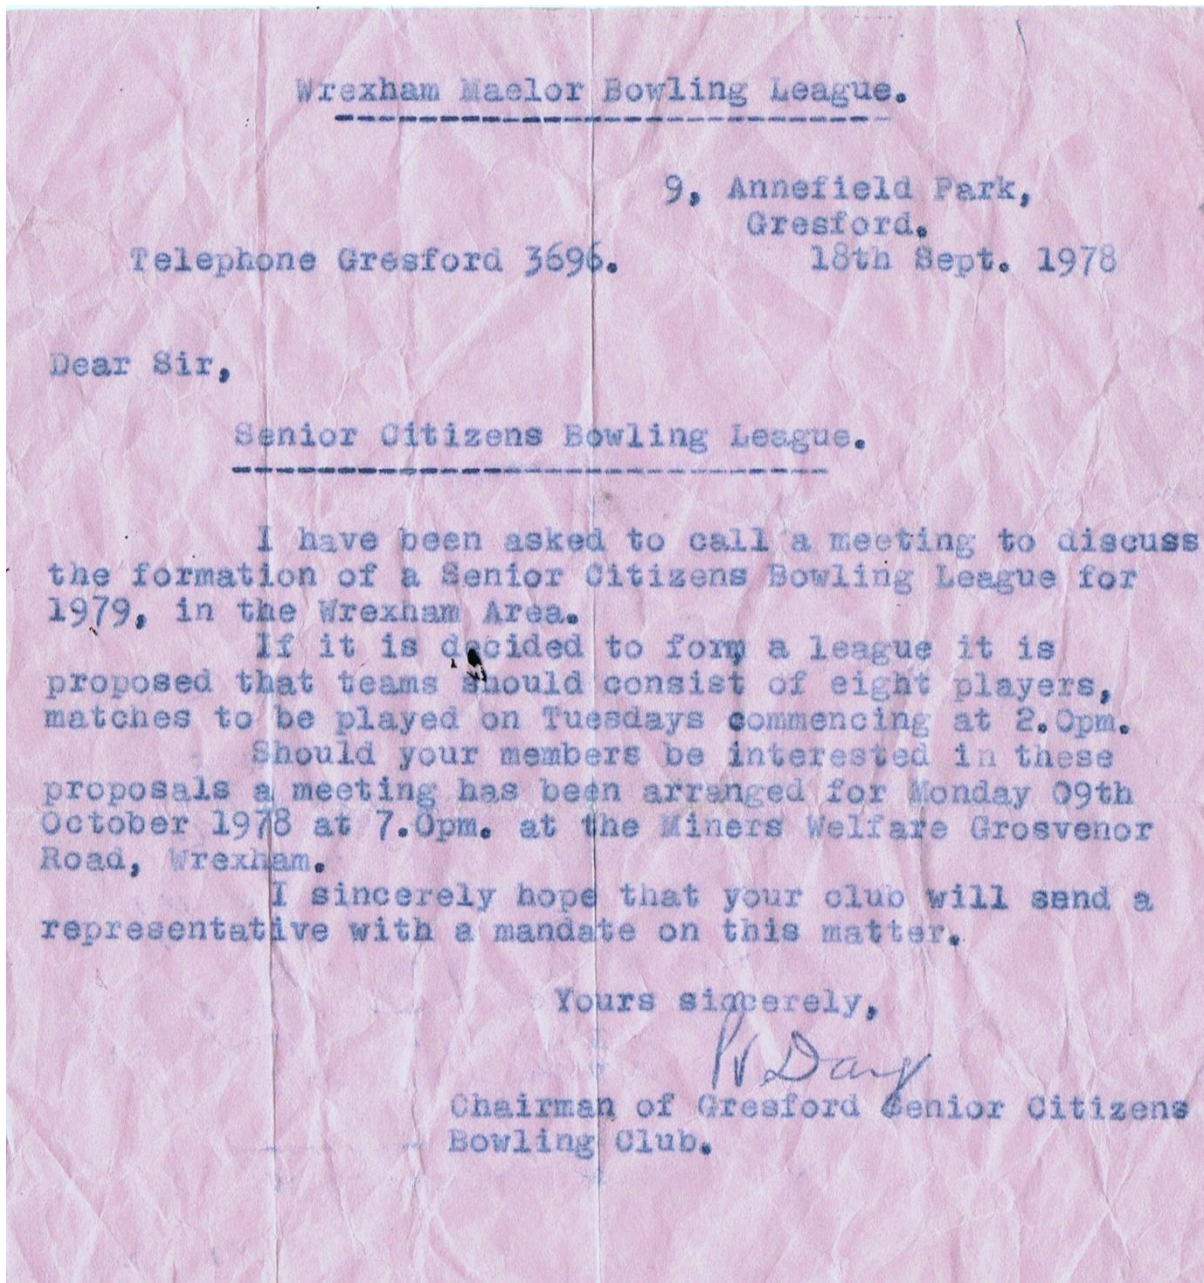 Wrexham Maelor Bowling League.
9, Annefield Park,
Gresford.
Telephone Gresford 3696. 18th Sept. 1978
Dear Sir,
Senior Citizens Bowling League.
I have been asked to call a meeting to discuss
the formation of a Senior Citizens Bowling League for
1979, in the Wrexham Area.
If it is decided to form a league it is
proposed that teams should consist of eight players,
matches to be played on Tuesdays commencing at 2.0pm.
Should your members be interested in these
proposals a meeting has been arranged for Monday 09th
October 1978 at 7.0pm. at the Miners Welfare Grosvenor
Road, Wrexham.
I sincerely hope that your club will send a
representative with a mandate on this matter.
Yours sincerely,
Chairman of Gresford Senior Citizens
Bowling Club.